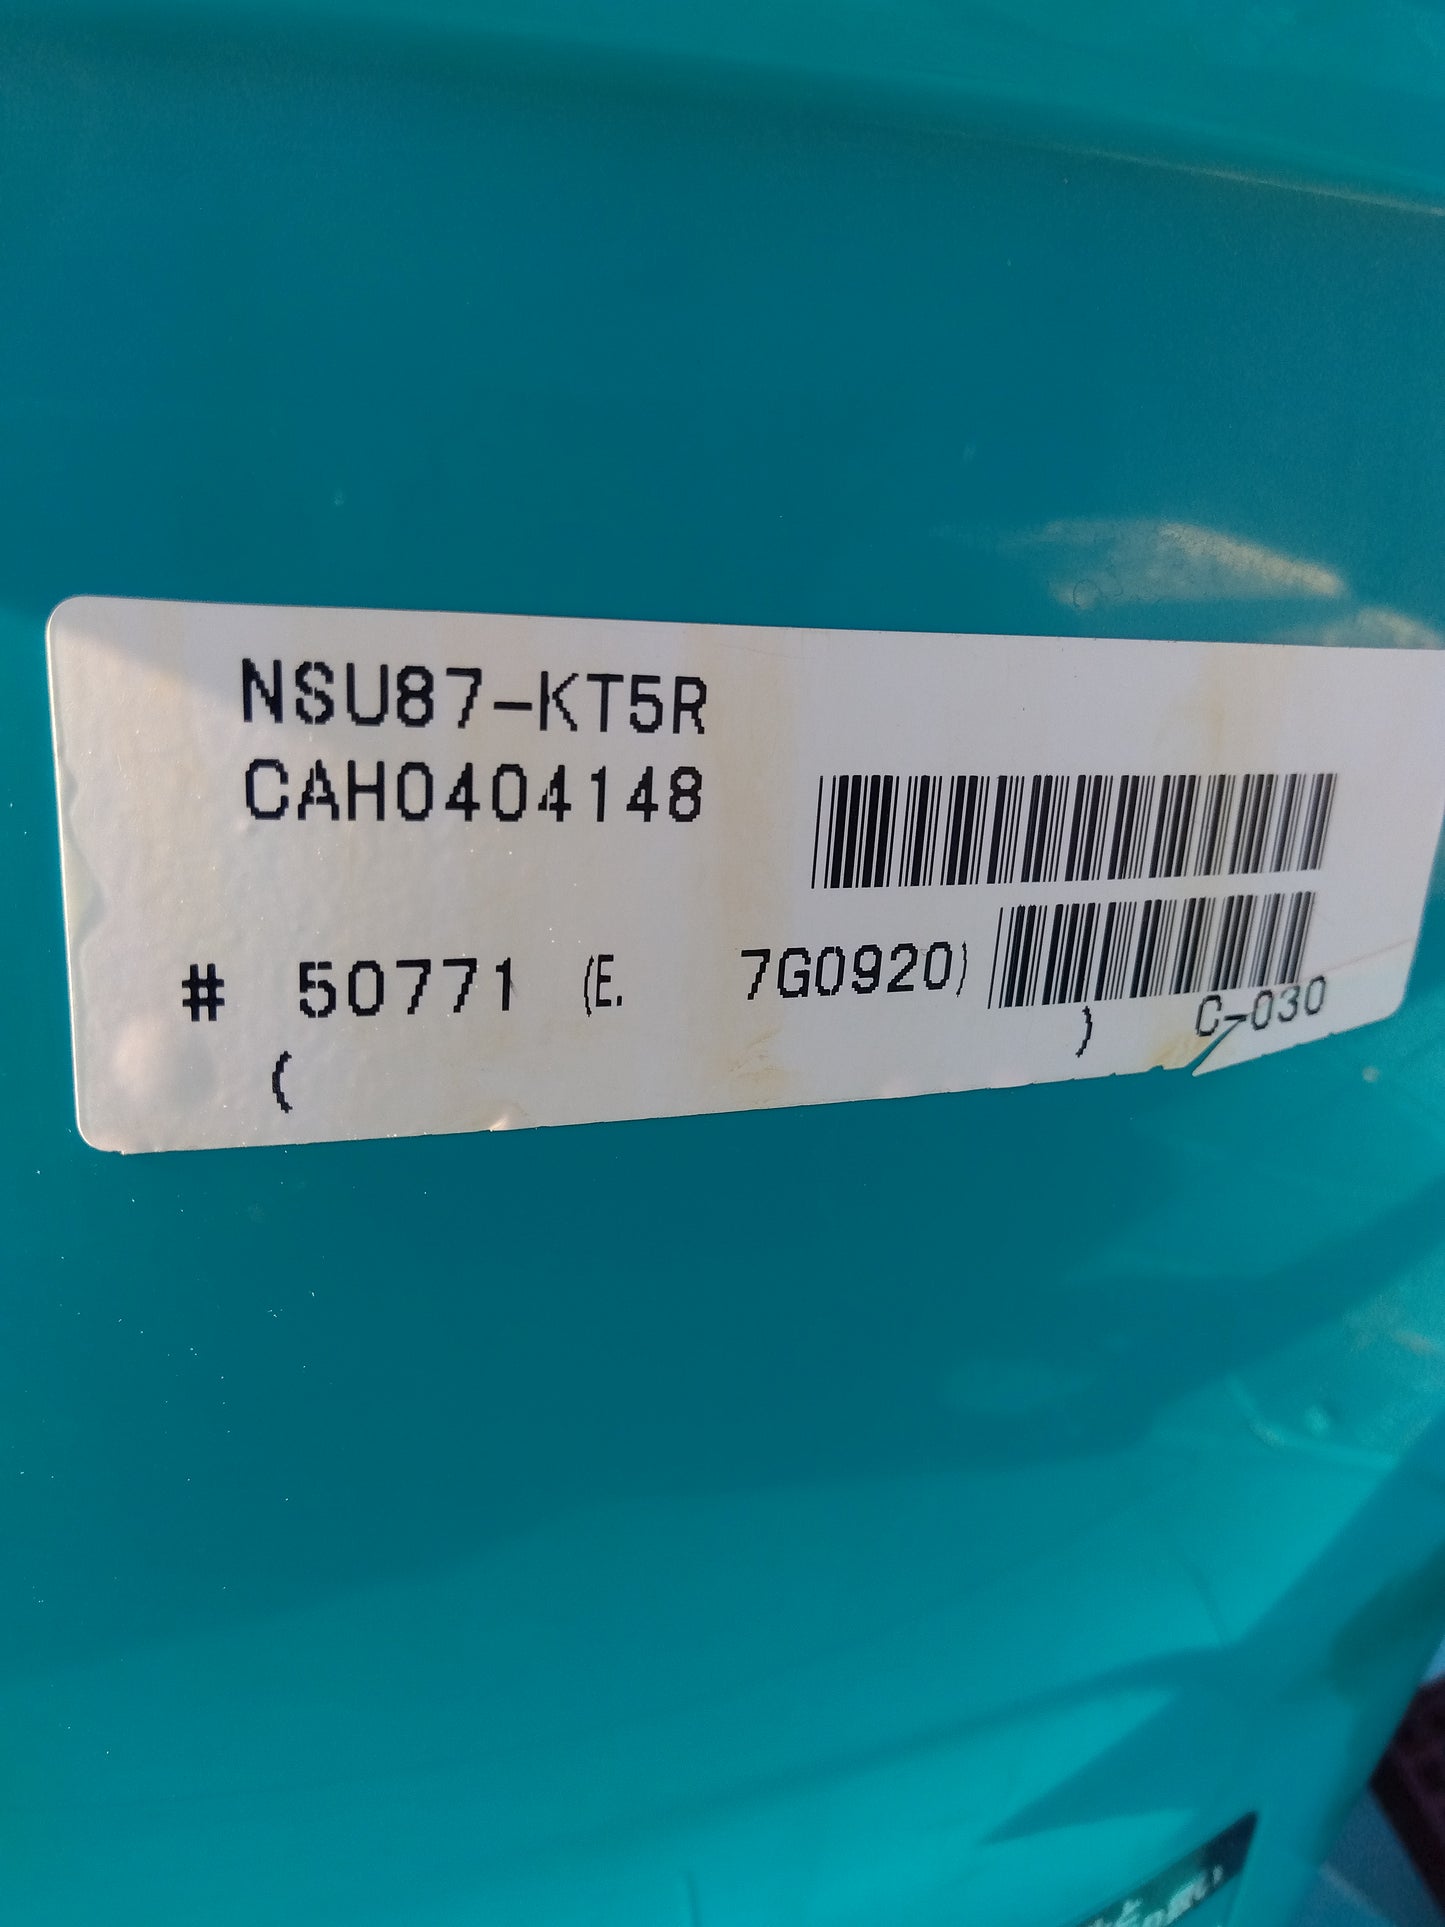 NSU87-KT5R
CAH0404148
# 50771 (E. 7G0920)
( ) C-030